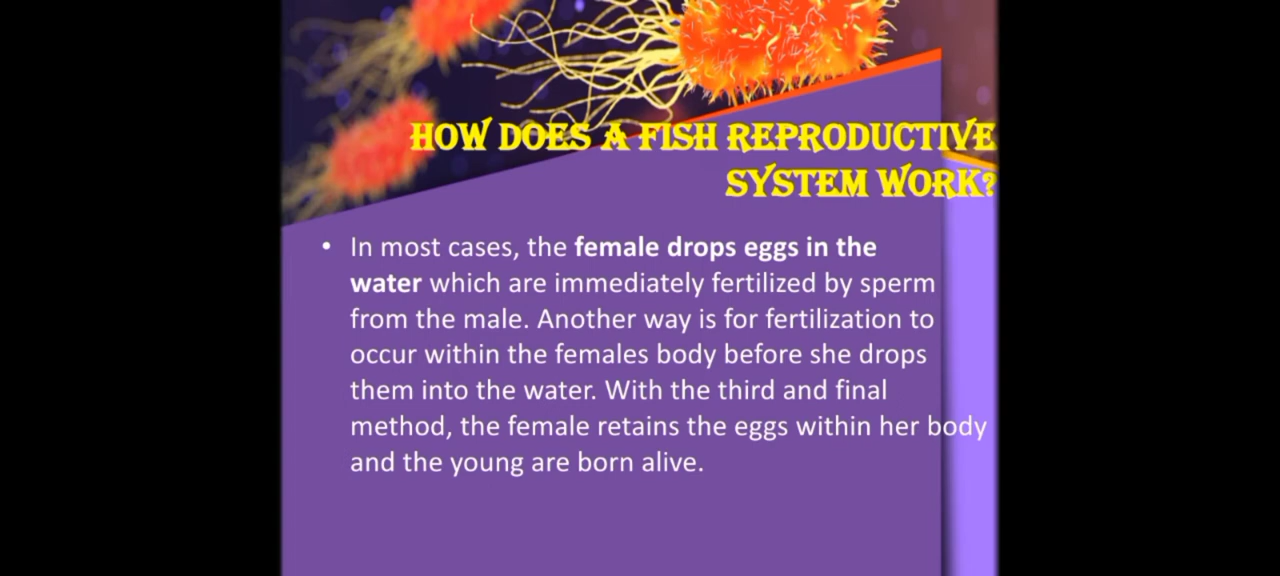 HOW DOES A FISH REPRODUCTIVE
SYSTEM WORK?
• In most cases, the female drops eggs in the
water which are immediately fertilized by sperm
from the male. Another way is for fertilization to
occur within the females body before she drops
them into the water. With the third and final
method, the female retains the eggs within her body
and the young are born alive.